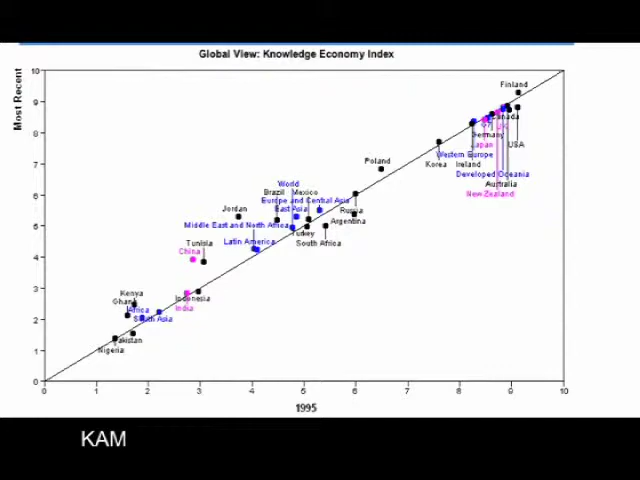 Global View: Knowledge Economy Index
Most Recent
10
9
8
7
6
5
4
3
2
1
0
Finland
Canada
G7
UK
Germany
Japan
USA
Western Europe
Korea
Ireland
Developed Oceania
Australia
New Zealand
Poland
World
Brazil
Mexico
Europe and Central Asia
Jordan
East Asia
Russia
Middle East and North Africa
Argentina
Turkey
Latin America
South Africa
Tunisia
China
Kenya
Indonesia
Ghana
Africa
India
South Asia
Pakistan
Nigeria
0
1
2
3
4
5
6
7
8
9
10
1995
KAM